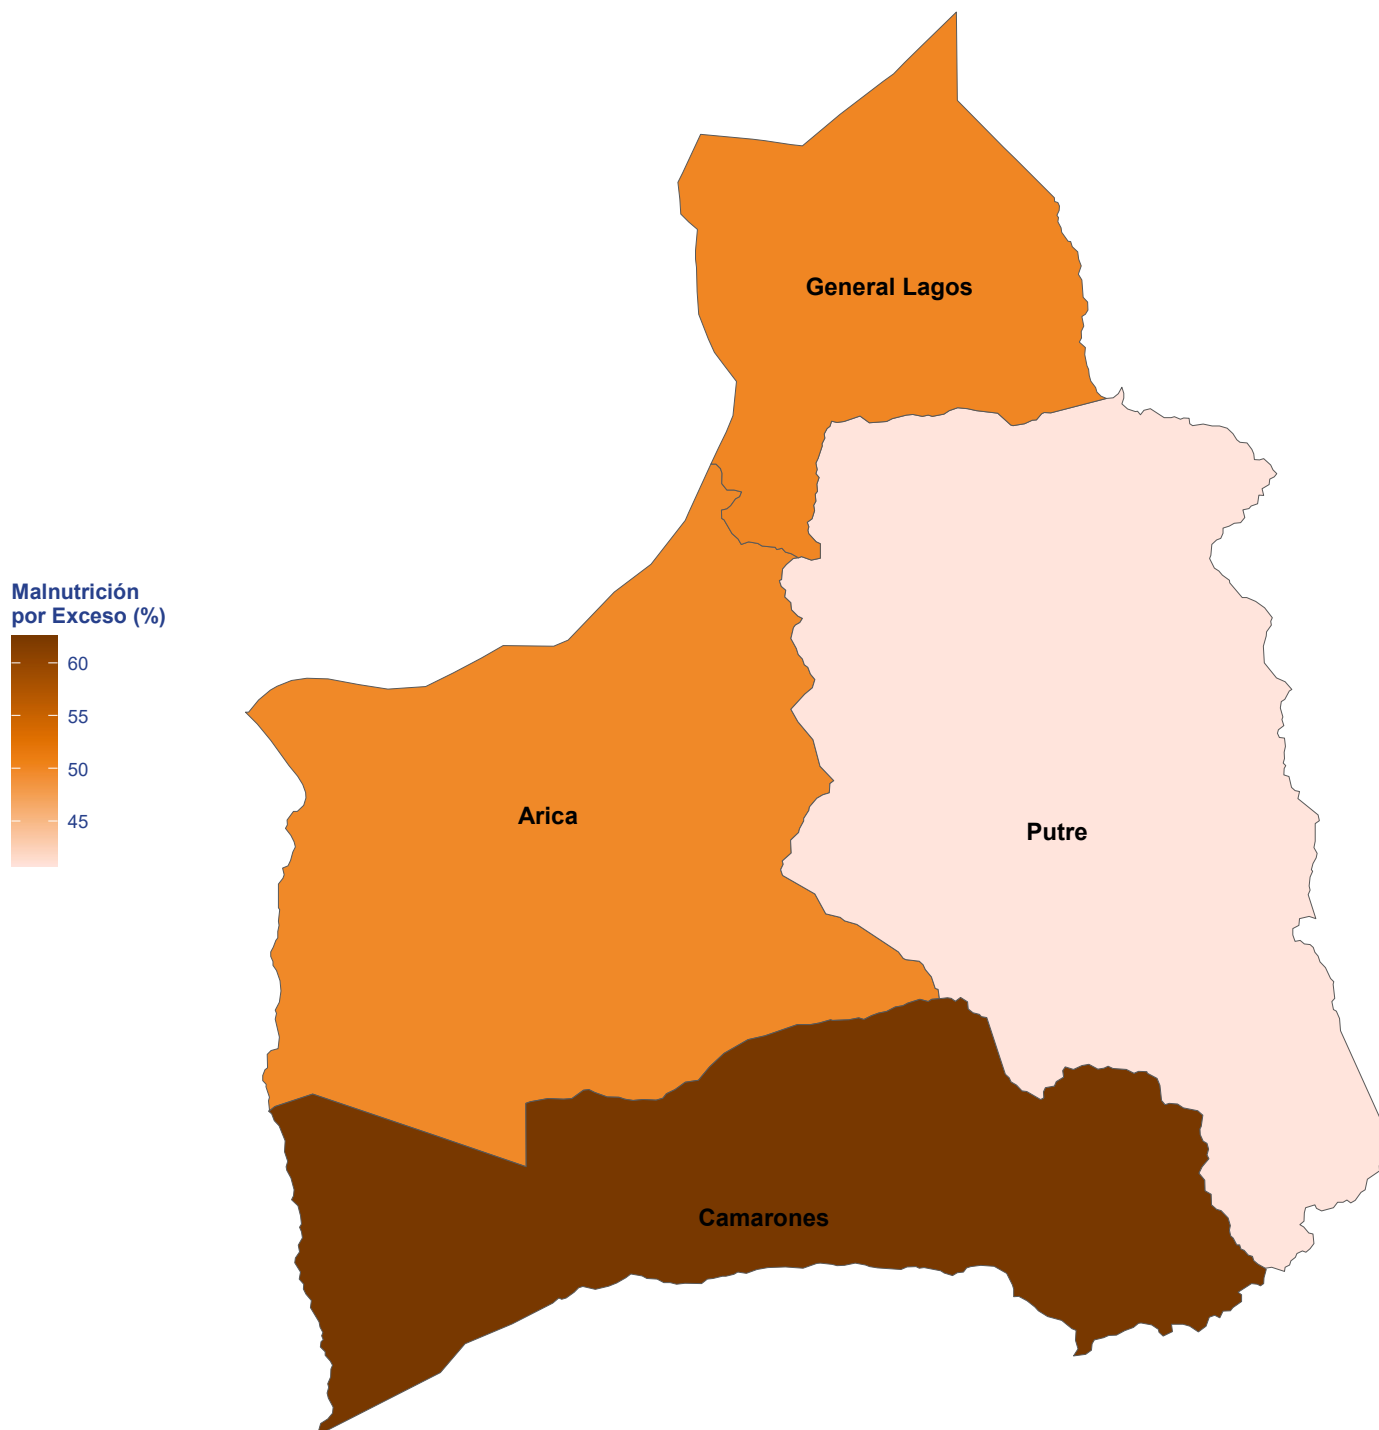 General Lagos
Malnutrición
por Exceso (%)
60
55
50
45
Arica
Putre
Camarones